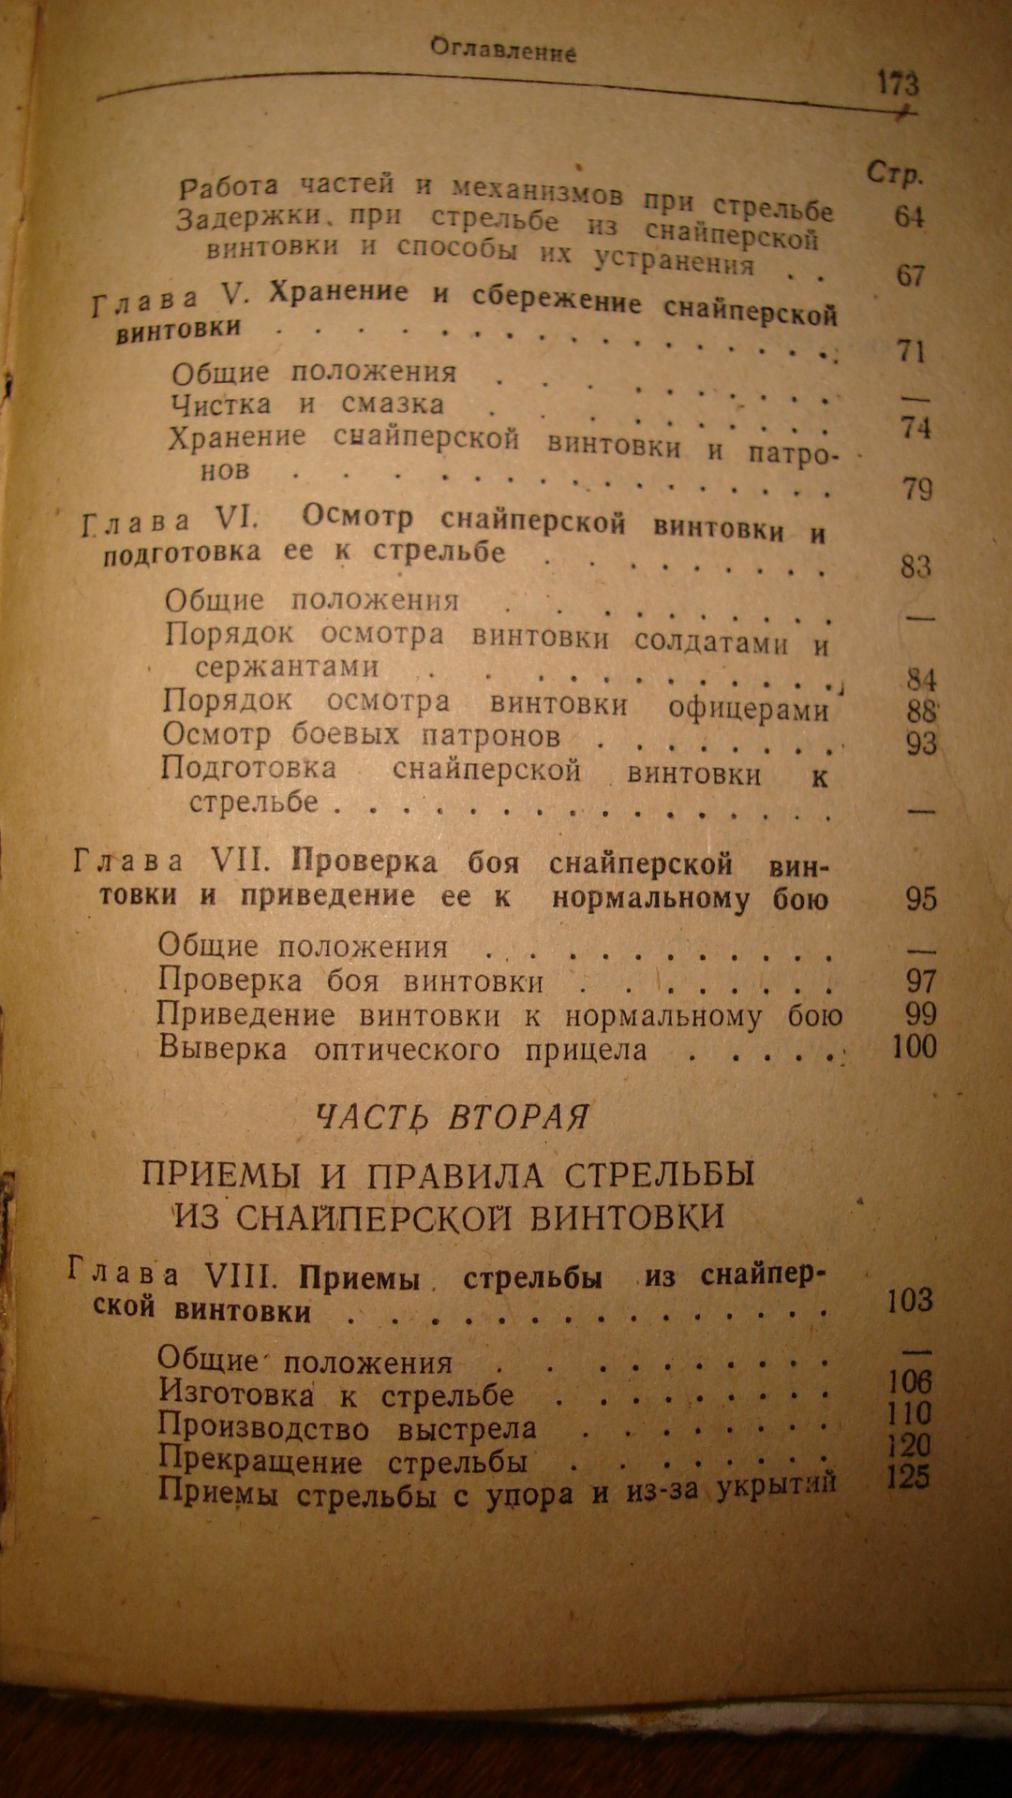 Оглавление
173
Стр.
Работа частей и механизмов при стрельбе 64
Задержки при стрельбе из снайперской
винтовки и способы их устранения . . 67
Глава V. Хранение и сбережение снайперской
винтовки . . . . . . . . . . . . . . . . 71
Общие положения . . . . . . . . . . —
Чистка и смазка . . . . . . . . . . 74
Хранение снайперской винтовки и патро-
нов . . . . . . . . . . . . . . . 79
Глава VI. Осмотр снайперской винтовки и
подготовка ее к стрельбе . . . . . . . . . 83
Общие положения . . . . . . . . . . —
Порядок осмотра винтовки солдатами и
сержантами . . . . . . . . . . . . 84
Порядок осмотра винтовки офицерами 88
Осмотр боевых патронов . . . . . . . . 93
Подготовка снайперской винтовки к
стрельбе . . . . . . . . . . . . . . . —
Глава VII. Проверка боя снайперской вин-
товки и приведение ее к нормальному бою 95
Общие положения . . . . . . . . . . . —
Проверка боя винтовки . . . . . . . . 97
Приведение винтовки к нормальному бою 99
Выверка оптического прицела . . . . . 100
ЧАСТЬ ВТОРАЯ
ПРИЕМЫ И ПРАВИЛА СТРЕЛЬБЫ
ИЗ СНАЙПЕРСКОЙ ВИНТОВКИ
Глава VIII. Приемы стрельбы из снайпер-
ской винтовки . . . . . . . . . . . . . . . 103
Общие положения . . . . . . . . . —
Изготовка к стрельбе . . . . . . . . . 106
Производство выстрела . . . . . . . . 110
Прекращение стрельбы . . . . . . . . 120
Приемы стрельбы с упора и из-за укрытий 125